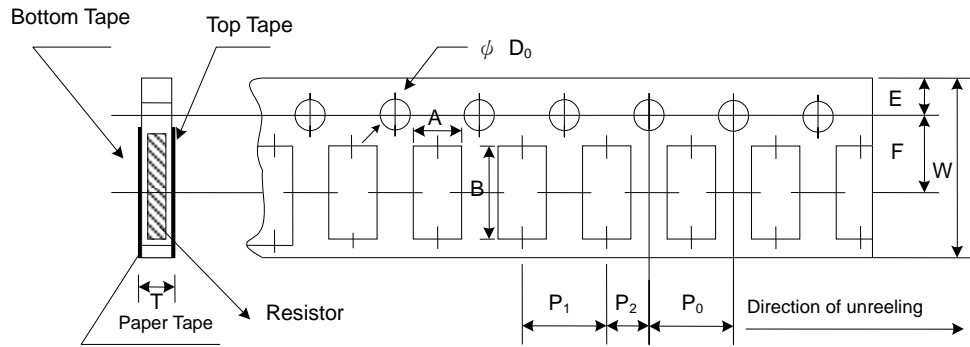 Bottom Tape
Top Tape
φ D₀
E
A
F
W
B
T
P₁
P₂
P₀
Direction of unreeling
Resistor
Paper Tape